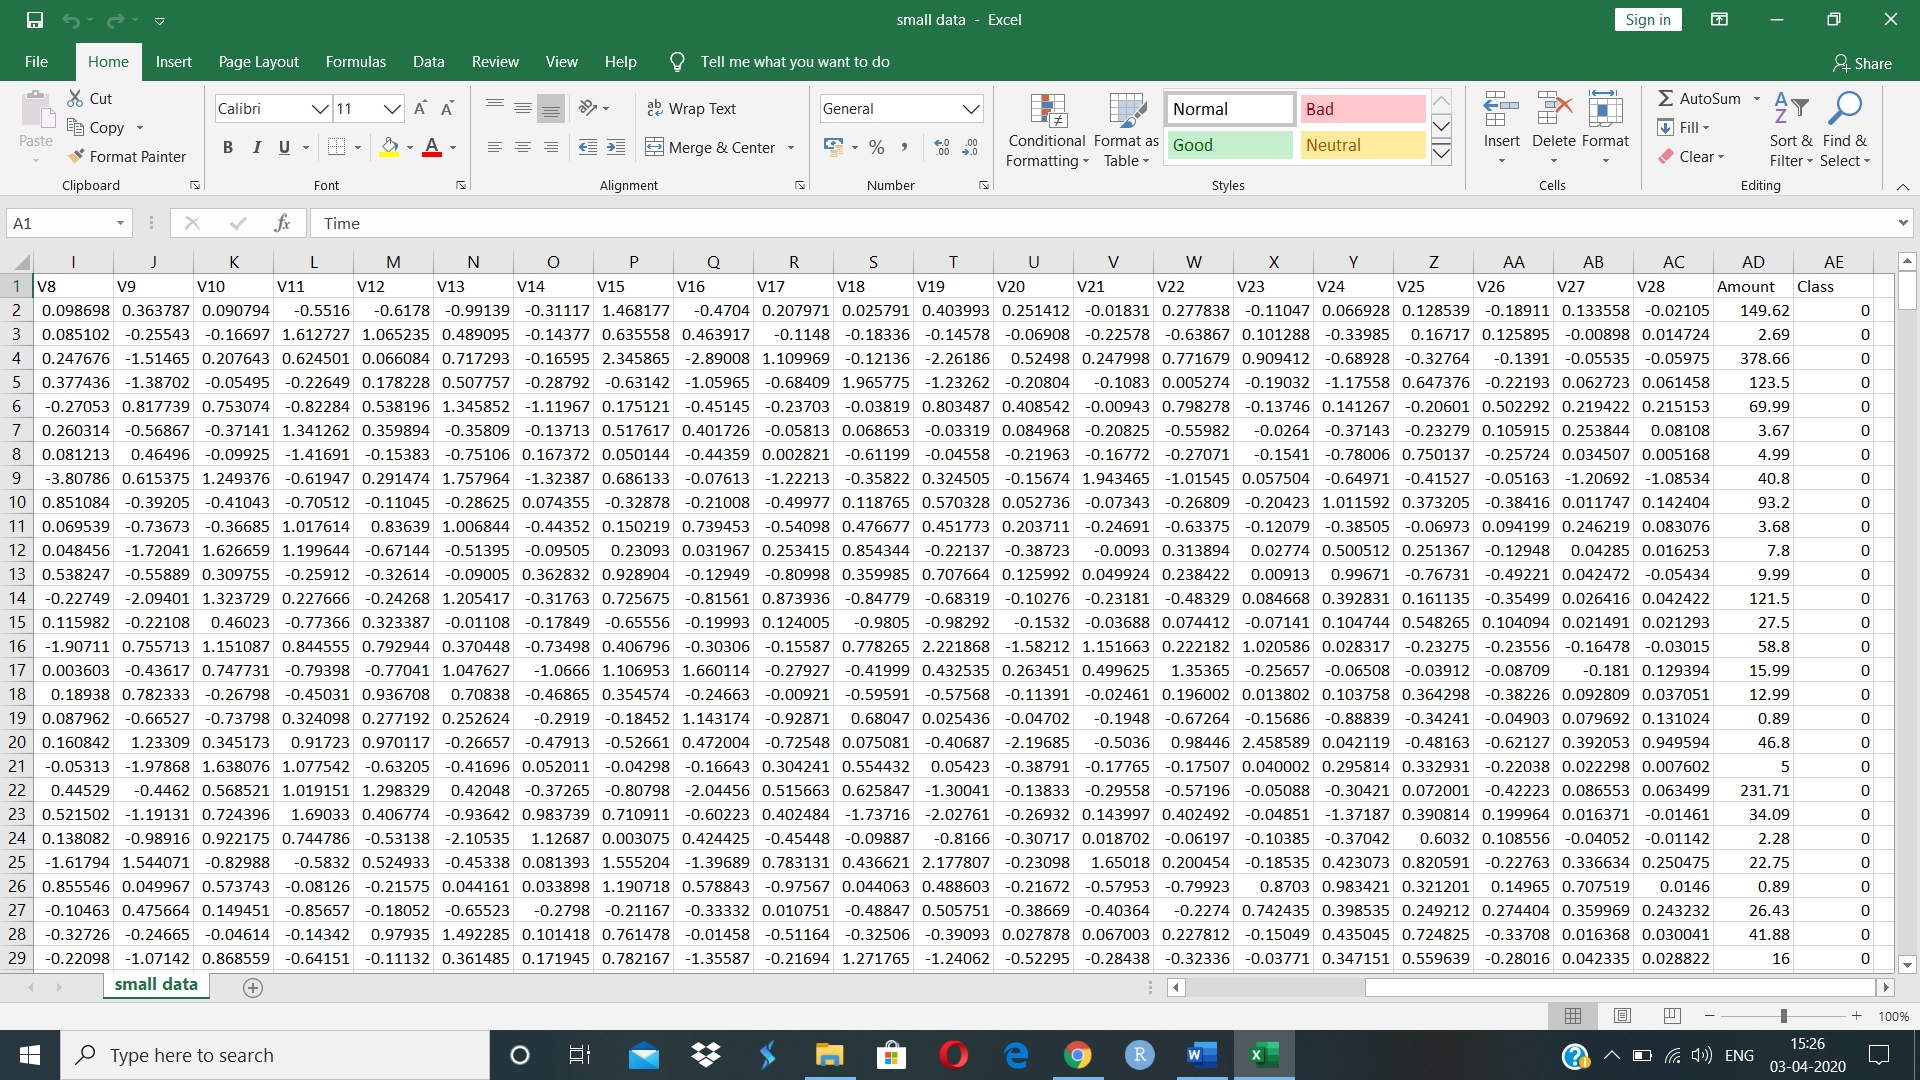 small data - Excel
Sign in
File Home Insert Page Layout Formulas Data Review View Help Tell me what you want to do Share
Paste Cut Copy Format Painter Clipboard
Calibri 11 A A B I U A Font
Wrap Text Merge & Center Alignment
General % , .00 Number
Conditional Formatting Format as Table Normal Bad Good Neutral Styles
Insert Delete Format Cells
AutoSum Fill Clear Sort & Filter Find & Select Editing
A1 fx Time
I J K L M N O P Q R S T U V W X Y Z AA AB AC AD AE
1 V8 V9 V10 V11 V12 V13 V14 V15 V16 V17 V18 V19 V20 V21 V22 V23 V24 V25 V26 V27 V28 Amount Class
2 0.098698 0.363787 0.090794 -0.5516 -0.6178 -0.99139 -0.31117 1.468177 -0.4704 0.207971 0.025791 0.403993 0.251412 -0.01831 0.277838 -0.11047 0.066928 0.128539 -0.18911 0.133558 -0.02105 149.62 0
3 0.085102 -0.25543 -0.16697 1.612727 1.065235 0.489095 -0.14377 0.635558 0.463917 -0.1148 -0.18336 -0.14578 -0.06908 -0.22578 -0.63867 0.101288 -0.33985 0.16717 0.125895 -0.00898 0.014724 2.69 0
4 0.247676 -1.51465 0.207643 0.624501 0.066084 0.717293 -0.16595 2.345865 -2.89008 1.109969 -0.12136 -2.26186 0.52498 0.247998 0.771679 0.909412 -0.68928 -0.32764 -0.1391 -0.05535 -0.05975 378.66 0
5 0.377436 -1.38702 -0.05495 -0.22649 0.178228 0.507757 -0.28792 -0.63142 -1.05965 -0.68409 1.965775 -1.23262 -0.20804 -0.1083 0.005274 -0.19032 -1.17558 0.647376 -0.22193 0.062723 0.061458 123.5 0
6 -0.27053 0.817739 0.753074 -0.82284 0.538196 1.345852 -1.11967 0.175121 -0.45145 -0.23703 -0.03819 0.803487 0.408542 -0.00943 0.798278 -0.13746 0.141267 -0.20601 0.502292 0.219422 0.215153 69.99 0
7 0.260314 -0.56867 -0.37141 1.341262 0.359894 -0.35809 -0.13713 0.517617 0.401726 -0.05813 0.068653 -0.03319 0.084968 -0.20825 -0.55982 -0.0264 -0.37143 -0.23279 0.105915 0.253844 0.08108 3.67 0
8 0.081213 0.46496 -0.09925 -1.41691 -0.15383 -0.75106 0.167372 0.050144 -0.44359 0.002821 -0.61199 -0.04558 -0.21963 -0.16772 -0.27071 -0.1541 -0.78006 0.750137 -0.25724 0.034507 0.005168 4.99 0
9 -3.80786 0.615375 1.249376 -0.61947 0.291474 1.757964 -1.32387 0.686133 -0.07613 -1.22213 -0.35822 0.324505 -0.15674 1.943465 -1.01545 0.057504 -0.64971 -0.41527 -0.05163 -1.20692 -1.08534 40.8 0
10 0.851084 -0.39205 -0.41043 -0.70512 -0.11045 -0.28625 0.074355 -0.32878 -0.21008 -0.49977 0.118765 0.570328 0.052736 -0.07343 -0.26809 -0.20423 1.011592 0.373205 -0.38416 0.011747 0.142404 93.2 0
11 0.069539 -0.73673 -0.36685 1.017614 0.83639 1.006844 -0.44352 0.150219 0.739453 -0.54098 0.476677 0.451773 0.203711 -0.24691 -0.63375 -0.12079 -0.38505 -0.06973 0.094199 0.246219 0.083076 3.68 0
12 0.048456 -1.72041 1.626659 1.199644 -0.67144 -0.51395 -0.09505 0.23093 0.031967 0.253415 0.854344 -0.22137 -0.38723 -0.0093 0.313894 0.02774 0.500512 0.251367 -0.12948 0.04285 0.016253 7.8 0
13 0.538247 -0.55889 0.309755 -0.25912 -0.32614 -0.09005 0.362832 0.928904 -0.12949 -0.80998 0.359985 0.707664 0.125992 0.049924 0.238422 0.00913 0.99671 -0.76731 -0.49221 0.042472 -0.05434 9.99 0
14 -0.22749 -2.09401 1.323729 0.227666 -0.24268 1.205417 -0.31763 0.725675 -0.81561 0.873936 -0.84779 -0.68319 -0.10276 -0.23181 -0.48329 0.084668 0.392831 0.161135 -0.35499 0.026416 0.042422 121.5 0
15 0.115982 -0.22108 0.46023 -0.77366 0.323387 -0.01108 -0.17849 -0.65556 -0.19993 0.124005 -0.9805 -0.98292 -0.1532 -0.03688 0.074412 -0.07141 0.104744 0.548265 0.104094 0.021491 0.021293 27.5 0
16 -1.90711 0.755713 1.151087 0.844555 0.792944 0.370448 -0.73498 0.406796 -0.30306 -0.15587 0.778265 2.221868 -1.58212 1.151663 0.222182 1.020586 0.028317 -0.23275 -0.23556 -0.16478 -0.03015 58.8 0
17 0.003603 -0.43617 0.747731 -0.79398 -0.77041 1.047627 -1.0666 1.106953 1.660114 -0.27927 -0.41999 0.432535 0.263451 0.499625 1.35365 -0.25657 -0.06508 -0.03912 -0.08709 -0.181 0.129394 15.99 0
18 0.18938 0.782333 -0.26798 -0.45031 0.936708 0.70838 -0.46865 0.354574 -0.24663 -0.00921 -0.59591 -0.57568 -0.11391 -0.02461 0.196002 0.013802 0.103758 0.364298 -0.38226 0.092809 0.037051 12.99 0
19 0.087962 -0.66527 -0.73798 0.324098 0.277192 0.252624 -0.2919 -0.18452 1.143174 -0.92871 0.68047 0.025436 -0.04702 -0.1948 -0.67264 -0.15686 -0.88839 -0.34241 -0.04903 0.079692 0.131024 0.89 0
20 0.160842 1.23309 0.345173 0.91723 0.970117 -0.26657 -0.47913 -0.52661 0.472004 -0.72548 0.075081 -0.40687 -2.19685 -0.5036 0.98446 2.458589 0.042119 -0.48163 -0.62127 0.392053 0.949594 46.8 0
21 -0.05313 -1.97868 1.638076 1.077542 -0.63205 -0.41696 0.052011 -0.04298 -0.16643 0.304241 0.554432 0.05423 -0.38791 -0.17765 -0.17507 0.040002 0.295814 0.332931 -0.22038 0.022298 0.007602 5 0
22 0.44529 -0.4462 0.568521 1.019151 1.298329 0.42048 -0.37265 -0.80798 -2.04456 0.515663 0.625847 -1.30041 -0.13833 -0.29558 -0.57196 -0.05088 -0.30421 0.072001 -0.42223 0.086553 0.063499 231.71 0
23 0.521502 -1.19131 0.724396 1.69033 0.406774 -0.93642 0.983739 0.710911 -0.60223 0.402484 -1.73716 -2.02761 -0.26932 0.143997 0.402492 -0.04851 -1.37187 0.390814 0.199964 0.016371 -0.01461 34.09 0
24 0.138082 -0.98916 0.922175 0.744786 -0.53138 -2.10535 1.12687 0.003075 0.424425 -0.45448 -0.09887 -0.8166 -0.30717 0.018702 -0.06197 -0.10385 -0.37042 0.6032 0.108556 -0.04052 -0.01142 2.28 0
25 -1.61794 1.544071 -0.82988 -0.5832 0.524933 -0.45338 0.081393 1.555204 -1.39689 0.783131 0.436621 2.177807 -0.23098 1.65018 0.200454 -0.18535 0.423073 0.820591 -0.22763 0.336634 0.250475 22.75 0
26 0.855546 0.049967 0.573743 -0.08126 -0.21575 0.044161 0.033898 1.190718 0.578843 -0.97567 0.044063 0.488603 -0.21672 -0.57953 -0.79923 0.8703 0.983421 0.321201 0.14965 0.707519 0.0146 0.89 0
27 -0.10463 0.475664 0.149451 -0.85657 -0.18052 -0.65523 -0.2798 -0.21167 -0.33332 0.010751 -0.48847 0.505751 -0.38669 -0.40364 -0.2274 0.742435 0.398535 0.249212 0.274404 0.359969 0.243232 26.43 0
28 -0.32726 -0.24665 -0.04614 -0.14342 0.97935 1.492285 0.101418 0.761478 -0.01458 -0.51164 -0.32506 -0.39093 0.027878 0.067003 0.227812 -0.15049 0.435045 0.724825 -0.33708 0.016368 0.030041 41.88 0
29 -0.22098 -1.07142 0.868559 -0.64151 -0.11132 0.361485 0.171945 0.782167 -1.35587 -0.21694 1.271765 -1.24062 -0.52295 -0.28438 -0.32336 -0.03771 0.347151 0.559639 -0.28016 0.042335 0.028822 16 0
small data
100%
Type here to search
ENG
15:26
03-04-2020